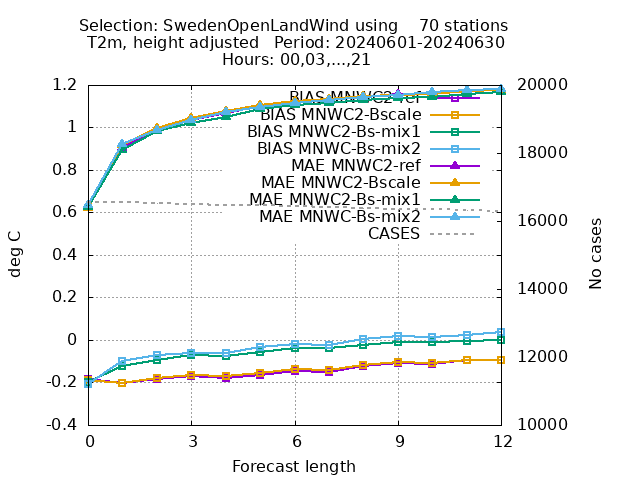 Selection: SwedenOpenLandWind using    70 stations
T2m, height adjusted   Period: 20240601-20240630
Hours: 00,03,...,21
1.2
1
0.8
0.6
0.4
0.2
0
-0.2
-0.4
deg C
20000
18000
16000
14000
12000
10000
No cases
BIAS MNWC2-ref
BIAS MNWC2-Bscale
BIAS MNWC2-Bs-mix1
BIAS MNWC-Bs-mix2
MAE MNWC2-ref
MAE MNWC2-Bscale
MAE MNWC2-Bs-mix1
MAE MNWC-Bs-mix2
CASES
0 3 6 9 12
Forecast length